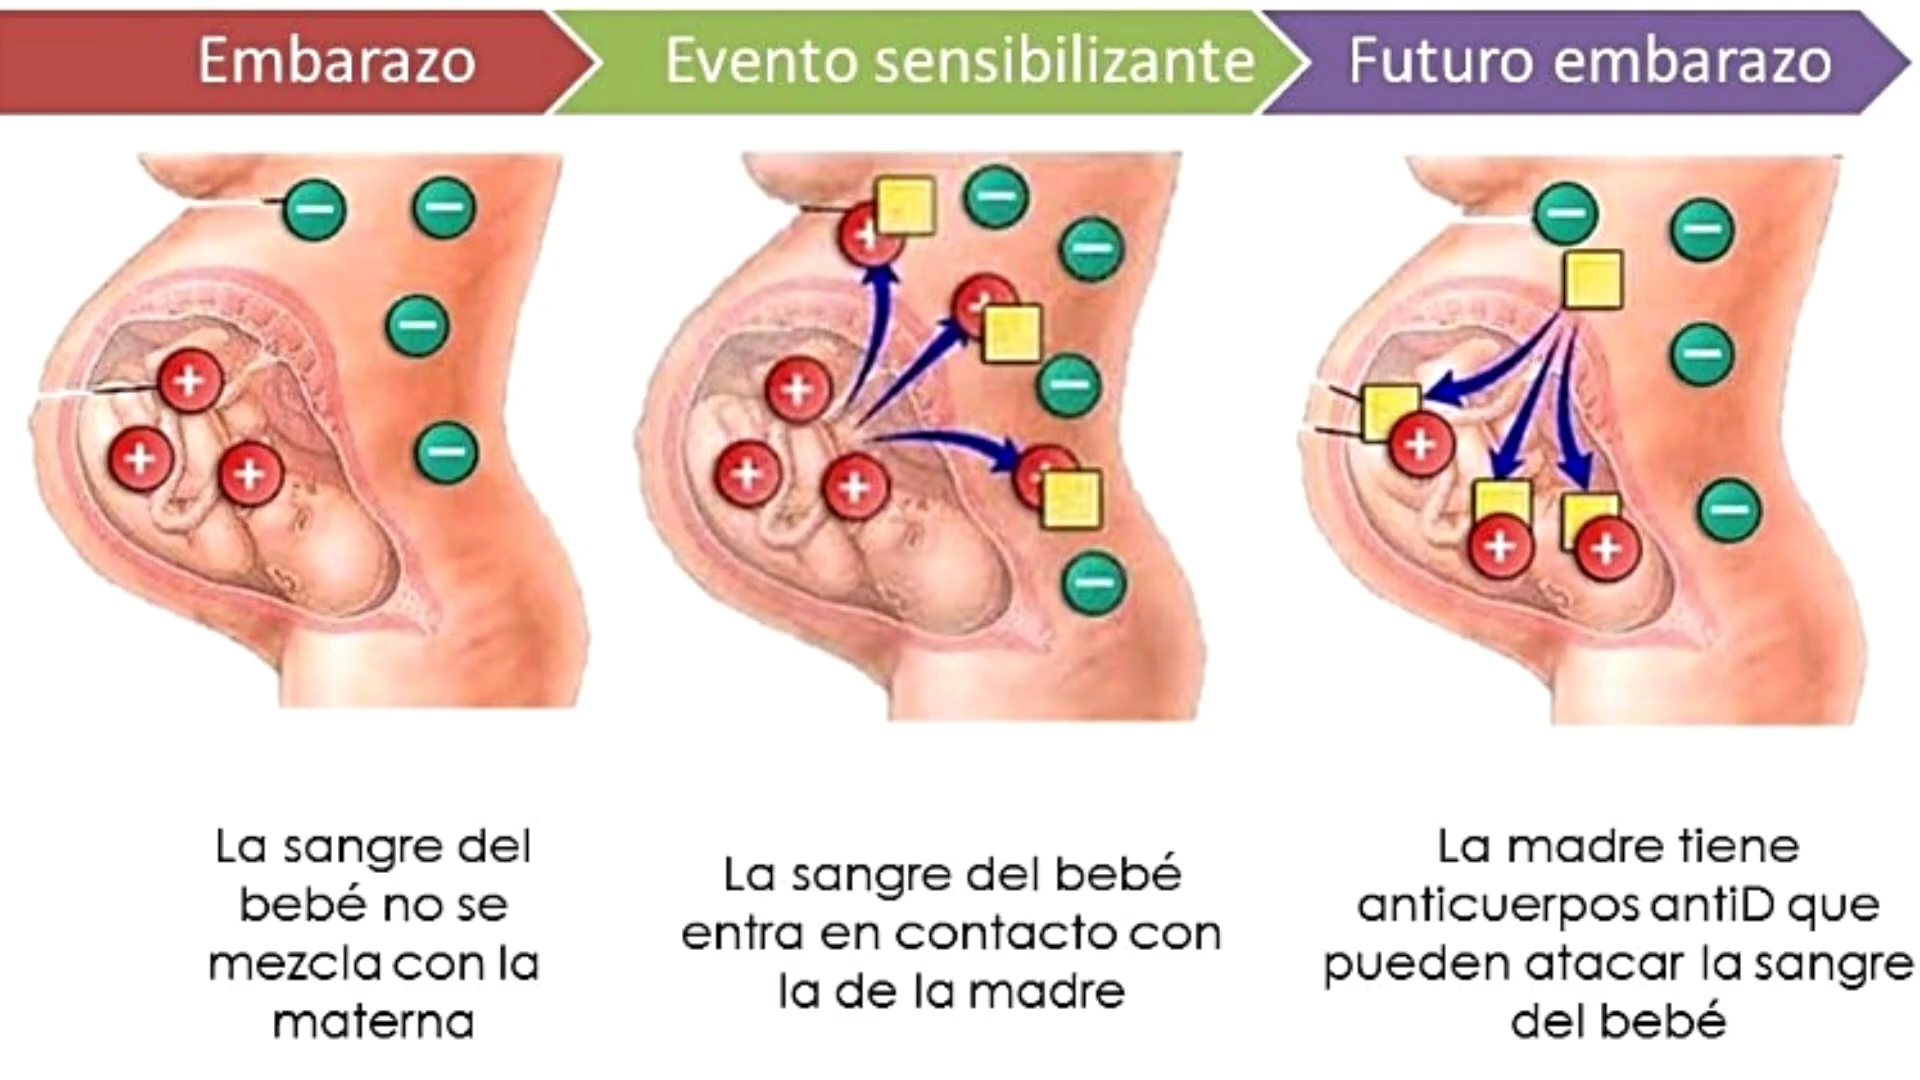 Embarazo
Evento sensibilizante
Futuro embarazo
La sangre del
bebé no se
mezcla con la
materna
La sangre del bebé
entra en contacto con
la de la madre
La madre tiene
anticuerpos antiD que
pueden atacar la sangre
del bebé